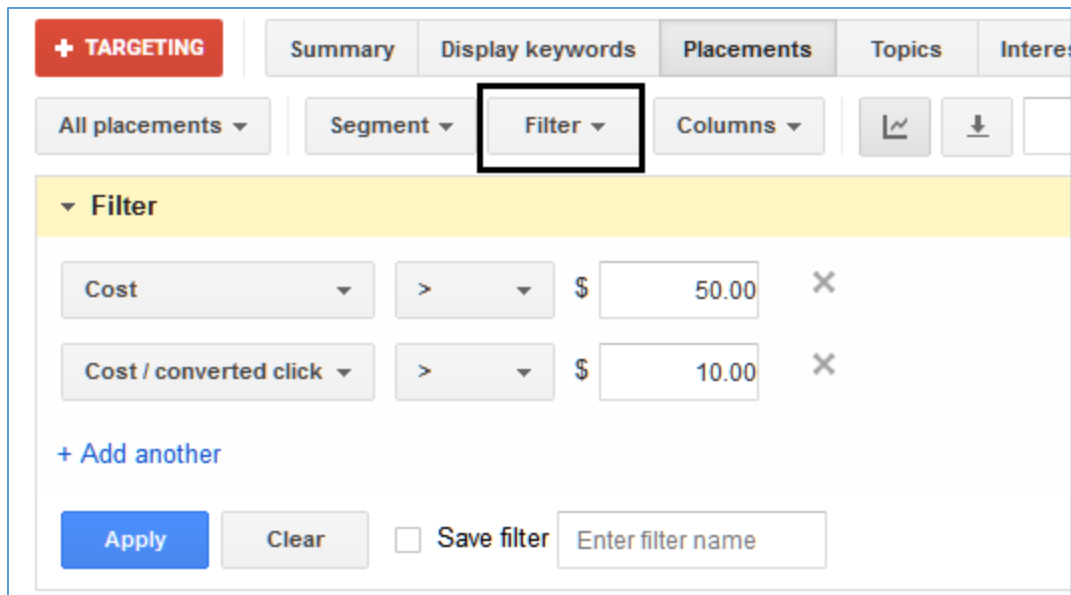 + TARGETING Summary Display keywords Placements Topics Interes
All placements Segment Filter Columns
Filter
Cost > $ 50.00
Cost / converted click > $ 10.00
+ Add another
Apply Clear Save filter Enter filter name